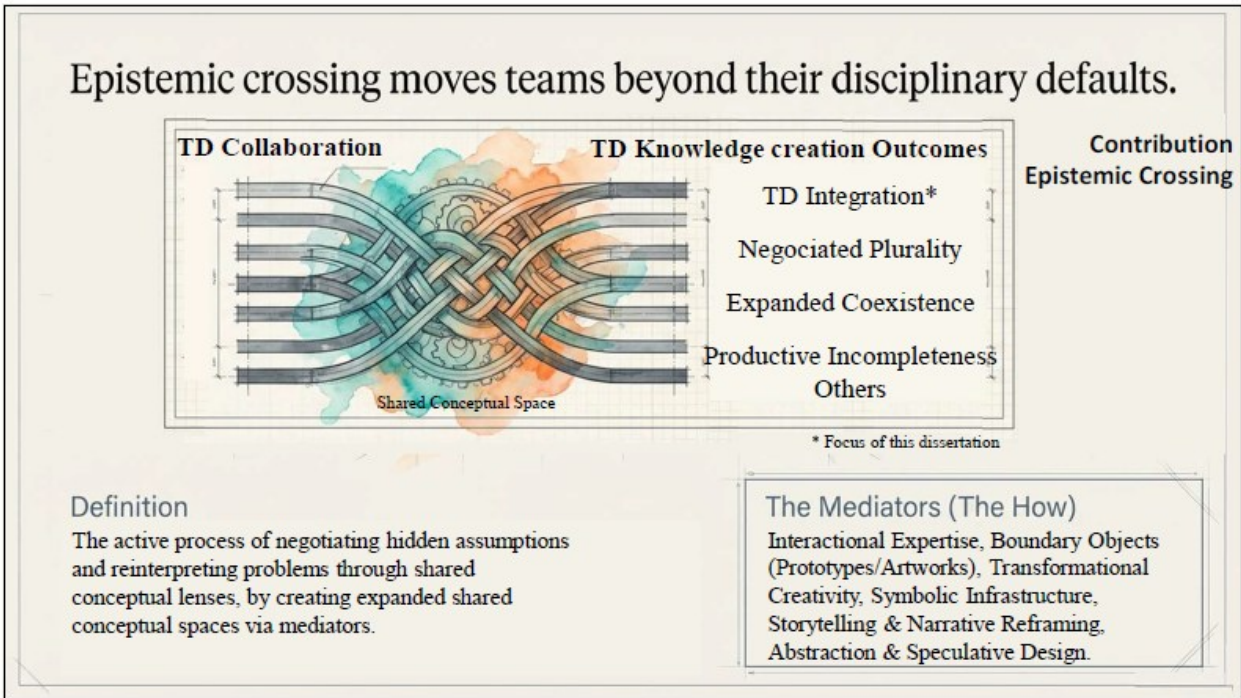 Epistemic crossing moves teams beyond their disciplinary defaults.
TD Collaboration
TD Knowledge creation Outcomes
Contribution
Epistemic Crossing
TD Integration*
Negociated Plurality
Expanded Coexistence
Productive Incompleteness
Others
Shared Conceptual Space
* Focus of this dissertation
Definition
The active process of negotiating hidden assumptions
and reinterpreting problems through shared
conceptual lenses, by creating expanded shared
conceptual spaces via mediators.
The Mediators (The How)
Interactional Expertise, Boundary Objects
(Prototypes/Artworks), Transformational
Creativity, Symbolic Infrastructure,
Storytelling & Narrative Reframing,
Abstraction & Speculative Design.